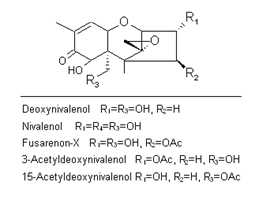 O
R₁
O
O
HO
R₃
R₂
Deoxynivalenol R₁=R₃=OH, R₂=H
Nivalenol R₁=R₄=R₃=OH
Fusarenon-X R₁=R₃=OH, R₂=OAc
3-Acetyldeoxynivalenol R₁=OAc, R₂=H, R₃=OH
15-Acetyldeoxynivalenol R₁=OH, R₂=H, R₃=OAc